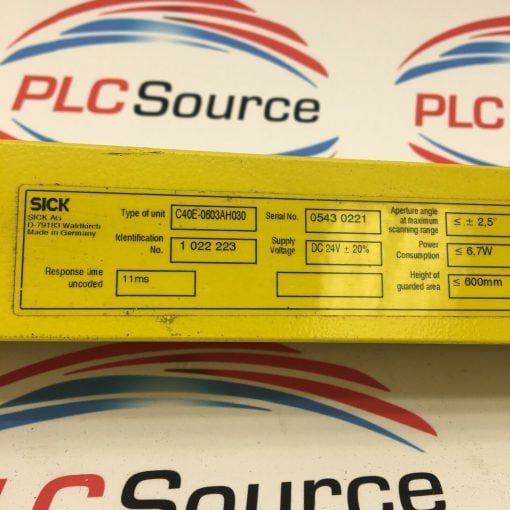 PLC Source
PLC
SICK
SICK AG
D-79183 Waldkirch
Made in Germany
Type of unit C40E-0603AH030
Serial No. 0543 0221
Aperture angle
at maximum
scanning range
≤ ± 2,5°
Identification
No.
1 022 223
Supply
Voltage
DC 24V ± 20%
Power
Consumption
≤ 6,7W
Response time
uncoded
11ms
Height of
guarded area
≤ 600mm
PLC Source